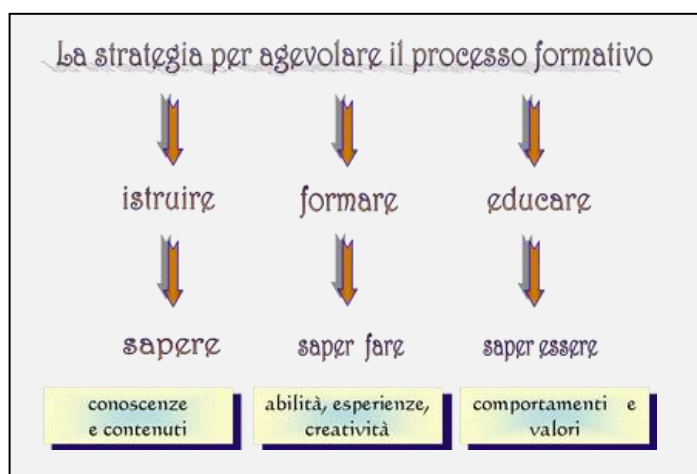 La strategia per agevolare il processo formativo
istruire formare educare
sapere saper fare saper essere
conoscenze
e contenuti
abilità, esperienze,
creatività
comportamenti e
valori